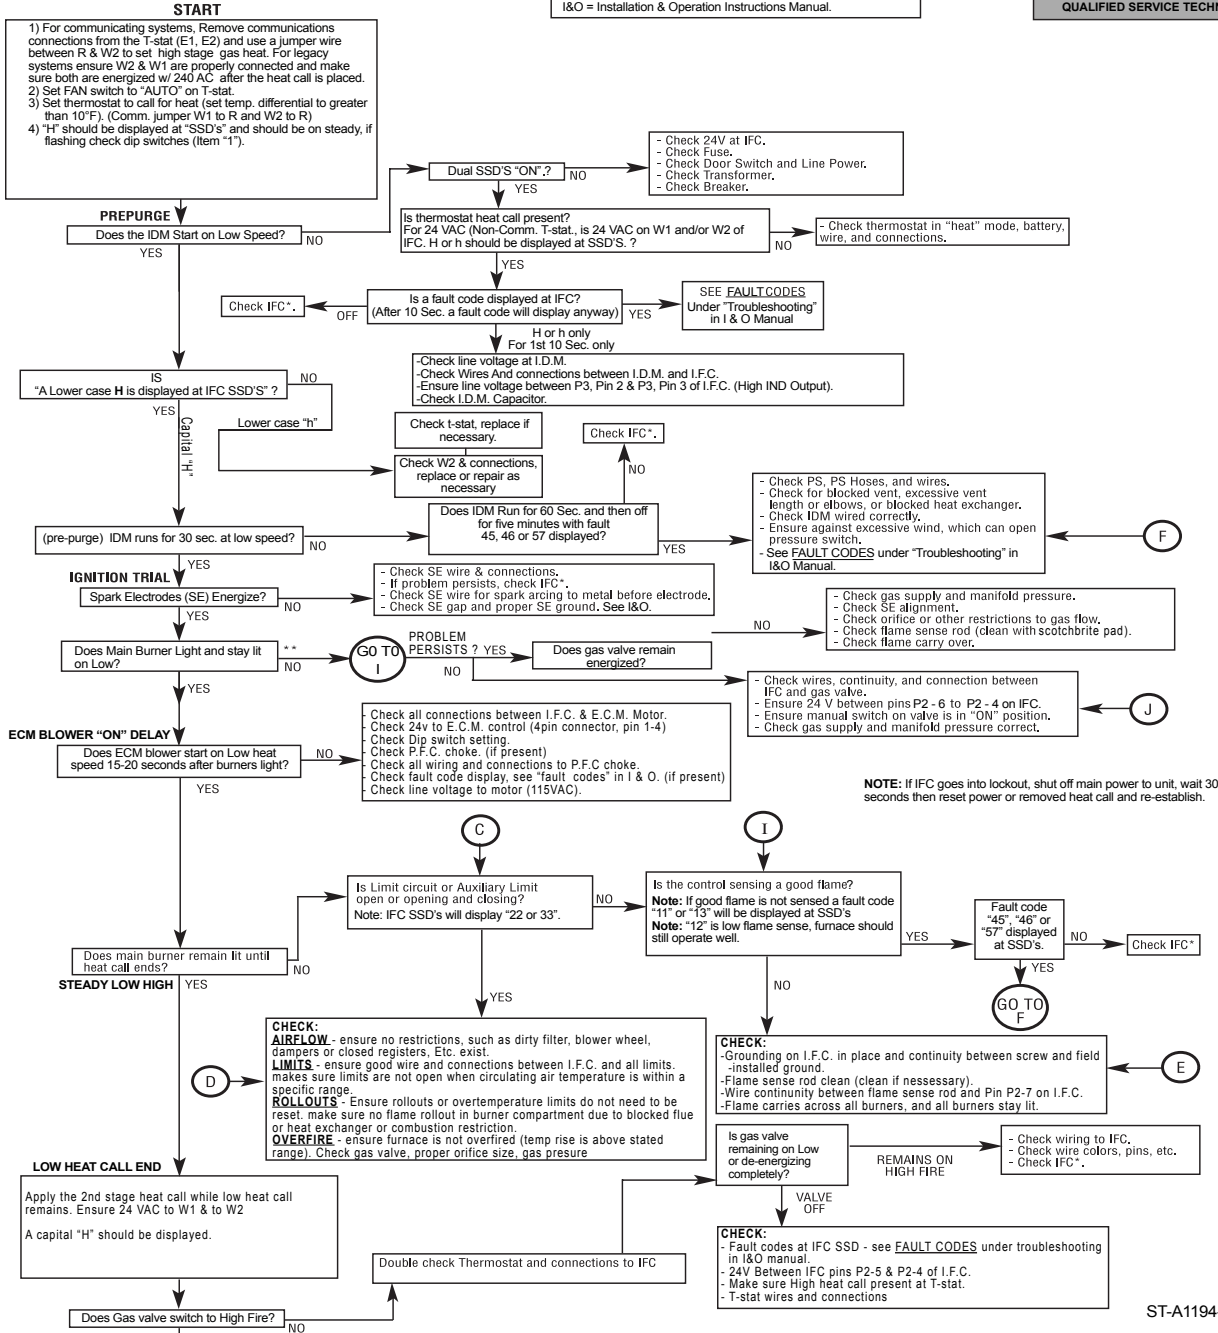 I&O = Installation & Operation Instructions Manual.
QUALIFIED SERVICE TECHN
START
1) For communicating systems, Remove communications
connections from the T-stat (E1, E2) and use a jumper wire
between R & W2 to set high stage gas heat. For legacy
systems ensure W2 & W1 are properly connected and make
sure both are energized w/ 240 AC after the heat call is placed.
2) Set FAN switch to “AUTO” on T-stat.
3) Set thermostat to call for heat (set temp. differential to greater
than 10°F). (Comm. jumper W1 to R and W2 to R)
4) “H” should be displayed at “SSD's” and should be on steady, if
flashing check dip switches (Item “1”).
Dual SSD'S “ON”.?
NO
YES
- Check 24V at IFC.
- Check Fuse.
- Check Door Switch and Line Power.
- Check Transformer.
- Check Breaker.
PREPURGE
Does the IDM Start on Low Speed?
NO
YES
Is thermostat heat call present?
For 24 VAC (Non-Comm. T-stat., is 24 VAC on W1 and/or W2 of
IFC. H or h should be displayed at SSD'S. ?
NO
YES
- Check thermostat in “heat” mode, battery,
wire, and connections.
Check IFC*.
OFF
Is a fault code displayed at IFC?
(After 10 Sec. a fault code will display anyway)
YES
SEE FAULT CODES
Under ”Troubleshooting”
in I & O Manual
H or h only
For 1st 10 Sec. only
-Check line voltage at I.D.M.
-Check Wires And connections between I.D.M. and I.F.C.
-Ensure line voltage between P3, Pin 2 & P3, Pin 3 of I.F.C. (High IND Output).
-Check I.D.M. Capacitor.
IS
“A Lower case H is displayed at IFC SSD'S” ?
NO
YES
Capital “H”
Lower case “h”
Check t-stat, replace if
necessary.
Check W2 & connections,
replace or repair as
necessary
Check IFC*.
NO
(pre-purge) IDM runs for 30 sec. at low speed?
NO
YES
Does IDM Run for 60 Sec. and then off
for five minutes with fault
45, 46 or 57 displayed?
YES
- Check PS, PS Hoses, and wires.
- Check for blocked vent, excessive vent
length or elbows, or blocked heat exchanger.
- Check IDM wired correctly.
- Ensure against excessive wind, which can open
pressure switch.
- See FAULT CODES under “Troubleshooting” in
I&O Manual.
F
IGNITION TRIAL
Spark Electrodes (SE) Energize?
NO
YES
- Check SE wire & connections.
- If problem persists, check IFC*.
- Check SE wire for spark arcing to metal before electrode.
- Check SE gap and proper SE ground. See I&O.
Does Main Burner Light and stay lit
on Low?
**
NO
YES
GO TO
I
PROBLEM
PERSISTS ? YES
NO
Does gas valve remain
energized?
NO
- Check gas supply and manifold pressure.
- Check SE alignment.
- Check orifice or other restrictions to gas flow.
- Check flame sense rod (clean with scotchbrite pad).
- Check flame carry over.
- Check wires, continuity, and connection between
IFC and gas valve.
- Ensure 24 V between pins P2 - 6 to P2 - 4 on IFC.
- Ensure manual switch on valve is in “ON” position.
- Check gas supply and manifold pressure correct.
J
ECM BLOWER “ON” DELAY
Does ECM blower start on Low heat
speed 15-20 seconds after burners light?
NO
YES
- Check all connections between I.F.C. & E.C.M. Motor.
- Check 24v to E.C.M. control (4pin connector, pin 1-4)
- Check Dip switch setting.
- Check P.F.C. choke. (if present)
- Check all wiring and connections to P.F.C choke.
- Check fault code display, see “fault codes” in I & O. (if present)
- Check line voltage to motor (115VAC).
NOTE: If IFC goes into lockout, shut off main power to unit, wait 30
seconds then reset power or removed heat call and re-establish.
C
I
Is Limit circuit or Auxiliary Limit
open or opening and closing?
Note: IFC SSD's will display “22 or 33”.
NO
YES
Is the control sensing a good flame?
Note: If good flame is not sensed a fault code
“11” or “13” will be displayed at SSD's
Note: “12” is low flame sense, furnace should
still operate well.
YES
NO
Fault code
“45”, “46” or
“57” displayed
at SSD's.
NO
YES
Check IFC*
GO TO
F
Does main burner remain lit until
heat call ends?
NO
STEADY LOW HIGH
YES
D
CHECK:
AIRFLOW - ensure no restrictions, such as dirty filter, blower wheel,
dampers or closed registers, Etc. exist.
LIMITS - ensure good wire and connections between I.F.C. and all limits.
makes sure limits are not open when circulating air temperature is within a
specific range.
ROLLOUTS - Ensure rollouts or overtemperature limits do not need to be
reset. make sure no flame rollout in burner compartment due to blocked flue
or heat exchanger or combustion restriction.
OVERFIRE - ensure furnace is not overfired (temp rise is above stated
range). Check gas valve, proper orifice size, gas presure
CHECK:
-Grounding on I.F.C. in place and continuity between screw and field
-installed ground.
-Flame sense rod clean (clean if nessessary).
-Wire continuity between flame sense rod and Pin P2-7 on I.F.C.
-Flame carries across all burners, and all burners stay lit.
E
LOW HEAT CALL END
Apply the 2nd stage heat call while low heat call
remains. Ensure 24 VAC to W1 & to W2
A capital “H” should be displayed.
Is gas valve
remaining on Low
or de-energizing
completely?
REMAINS ON
HIGH FIRE
- Check wiring to IFC.
- Check wire colors, pins, etc.
- Check IFC*.
VALVE
OFF
Double check Thermostat and connections to IFC
CHECK:
- Fault codes at IFC SSD - see FAULT CODES under troubleshooting
in I&O manual.
- 24V Between IFC pins P2-5 & P2-4 of I.F.C.
- Make sure High heat call present at T-stat.
- T-stat wires and connections
Does Gas valve switch to High Fire?
NO
ST-A1194